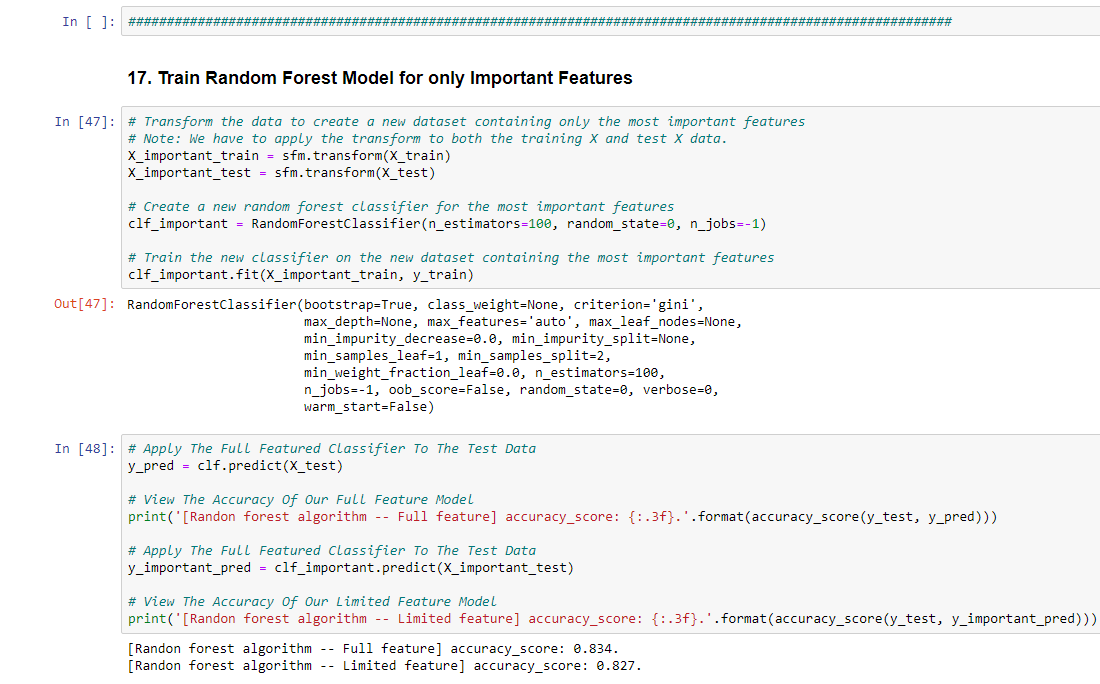 In [ ]: ###########################################################################################################
17. Train Random Forest Model for only Important Features
In [47]: # Transform the data to create a new dataset containing only the most important features
# Note: We have to apply the transform to both the training X and test X data.
X_important_train = sfm.transform(X_train)
X_important_test = sfm.transform(X_test)
# Create a new random forest classifier for the most important features
clf_important = RandomForestClassifier(n_estimators=100, random_state=0, n_jobs=-1)
# Train the new classifier on the new dataset containing the most important features
clf_important.fit(X_important_train, y_train)
Out[47]: RandomForestClassifier(bootstrap=True, class_weight=None, criterion='gini',
max_depth=None, max_features='auto', max_leaf_nodes=None,
min_impurity_decrease=0.0, min_impurity_split=None,
min_samples_leaf=1, min_samples_split=2,
min_weight_fraction_leaf=0.0, n_estimators=100,
n_jobs=-1, oob_score=False, random_state=0, verbose=0,
warm_start=False)
In [48]: # Apply The Full Featured Classifier To The Test Data
y_pred = clf.predict(X_test)
# View The Accuracy Of Our Full Feature Model
print('[Randon forest algorithm -- Full feature] accuracy_score: {:.3f}.'.format(accuracy_score(y_test, y_pred)))
# Apply The Full Featured Classifier To The Test Data
y_important_pred = clf_important.predict(X_important_test)
# View The Accuracy Of Our Limited Feature Model
print('[Randon forest algorithm -- Limited feature] accuracy_score: {:.3f}.'.format(accuracy_score(y_test, y_important_pred)))
[Randon forest algorithm -- Full feature] accuracy_score: 0.834.
[Randon forest algorithm -- Limited feature] accuracy_score: 0.827.